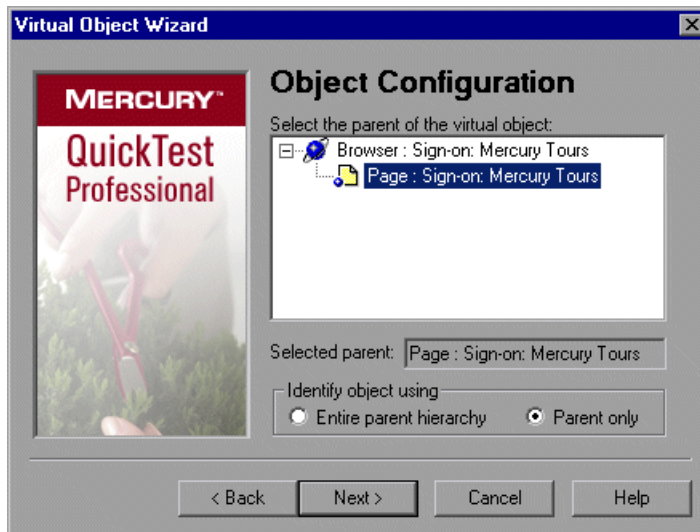 Virtual Object Wizard
MERCURY™
QuickTest
Professional
Object Configuration
Select the parent of the virtual object:
Browser : Sign-on: Mercury Tours
Page : Sign-on: Mercury Tours
Selected parent: Page : Sign-on: Mercury Tours
Identify object using
Entire parent hierarchy Parent only
< Back Next > Cancel Help